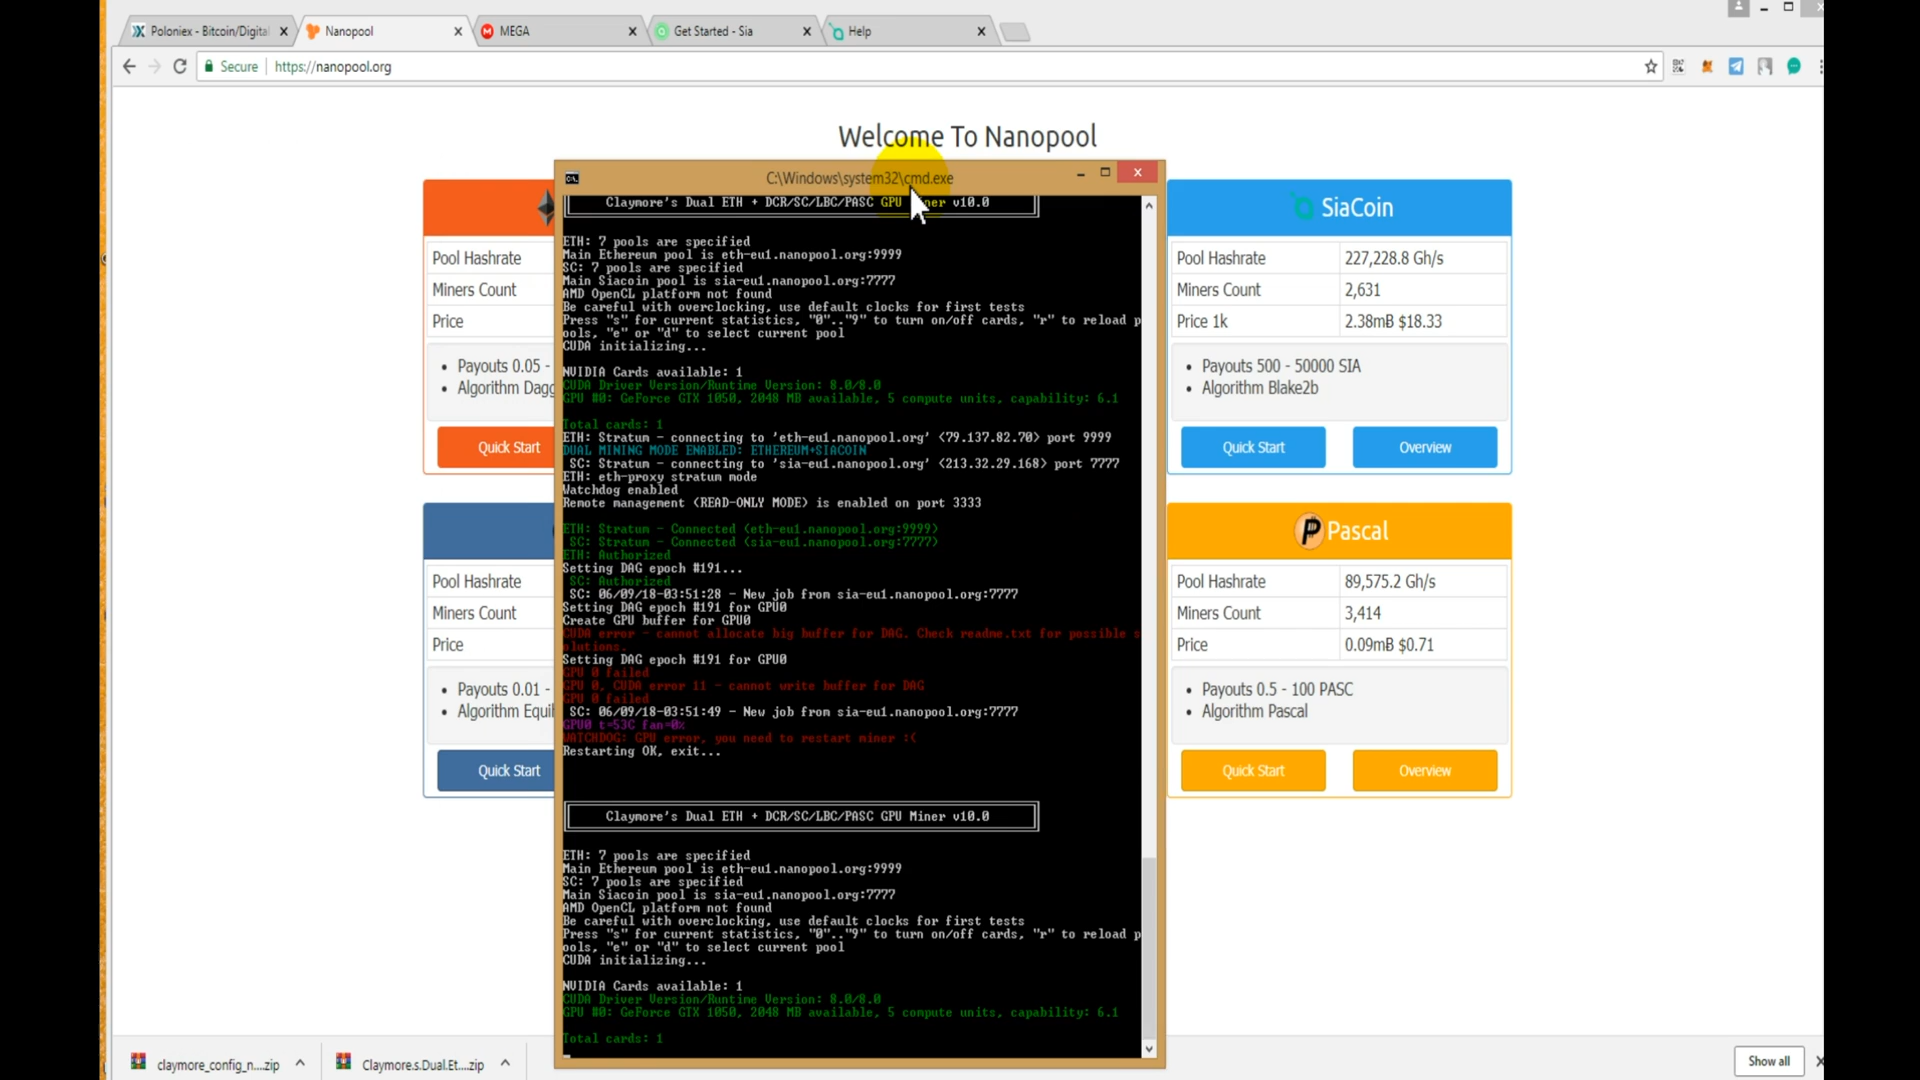 Poloniex - Bitcoin/Digita
Nanopool
MEGA
Get Started - Sia
Help
Secure
https://nanopool.org
Welcome To Nanopool
Pool Hashrate
Miners Count
Price
Payouts 0.05 -
Algorithm Dagg
Quick Start
Pool Hashrate
Miners Count
Price
Payouts 0.01 -
Algorithm Equi
Quick Start
C:\Windows\system32\cmd.exe
Claymore's Dual ETH + DCR/SC/LBC/PASC GPU Miner v10.0
ETH: 7 pools are specified
Main Ethereum pool is eth-eu1.nanopool.org:9999
SC: 7 pools are specified
Main Siacoin pool is sia-eu1.nanopool.org:7777
AMD OpenCL platform not found
Be careful with overclocking, use default clocks for first tests
Press "s" for current statistics, "0".."9" to turn on/off cards, "r" to reload p
ools, "e" or "d" to select current pool
CUDA initializing...
NVIDIA Cards available: 1
CUDA Driver Version/Runtime Version: 8.0/8.0
GPU #0: GeForce GTX 1050, 2048 MB available, 5 compute units, capability: 6.1
Total cards: 1
ETH: Stratum - connecting to 'eth-eu1.nanopool.org' <79.137.82.70> port 9999
DUAL MINING MODE ENABLED: ETHEREUM+SIACOIN
SC: Stratum - connecting to 'sia-eu1.nanopool.org' <213.32.29.168> port 7777
ETH: eth-proxy stratum mode
Watchdog enabled
Remote management (READ-ONLY MODE) is enabled on port 3333
ETH: Stratum - Connected (eth-eu1.nanopool.org:9999)
SC: Stratum - Connected (sia-eu1.nanopool.org:7777)
ETH: Authorized
Setting DAG epoch #191...
SC: Authorized
SC: 06/09/18-03:51:28 - New job from sia-eu1.nanopool.org:7777
Setting DAG epoch #191 for GPU0
Create GPU buffer for GPU0
CUDA error - cannot allocate big buffer for DAG. Check readme.txt for possible s
olutions.
Setting DAG epoch #191 for GPU0
GPU 0 failed
GPU 0, CUDA error 11 - cannot write buffer for DAG
GPU 0 failed
SC: 06/09/18-03:51:49 - New job from sia-eu1.nanopool.org:7777
GPU0 t=53C fan=0%
WATCHDOG: GPU error, you need to restart miner :(
Restarting OK, exit...
Claymore's Dual ETH + DCR/SC/LBC/PASC GPU Miner v10.0
ETH: 7 pools are specified
Main Ethereum pool is eth-eu1.nanopool.org:9999
SC: 7 pools are specified
Main Siacoin pool is sia-eu1.nanopool.org:7777
AMD OpenCL platform not found
Be careful with overclocking, use default clocks for first tests
Press "s" for current statistics, "0".."9" to turn on/off cards, "r" to reload p
ools, "e" or "d" to select current pool
CUDA initializing...
NVIDIA Cards available: 1
CUDA Driver Version/Runtime Version: 8.0/8.0
GPU #0: GeForce GTX 1050, 2048 MB available, 5 compute units, capability: 6.1
Total cards: 1
SiaCoin
Pool Hashrate 227,228.8 Gh/s
Miners Count 2,631
Price 1k 2.38mɃ $18.33
Payouts 500 - 50000 SIA
Algorithm Blake2b
Quick Start
Overview
Pascal
Pool Hashrate 89,575.2 Gh/s
Miners Count 3,414
Price 0.09mɃ $0.71
Payouts 0.5 - 100 PASC
Algorithm Pascal
Quick Start
Overview
claymore_config_n....zip
Claymore.s.Dual.Et....zip
Show all